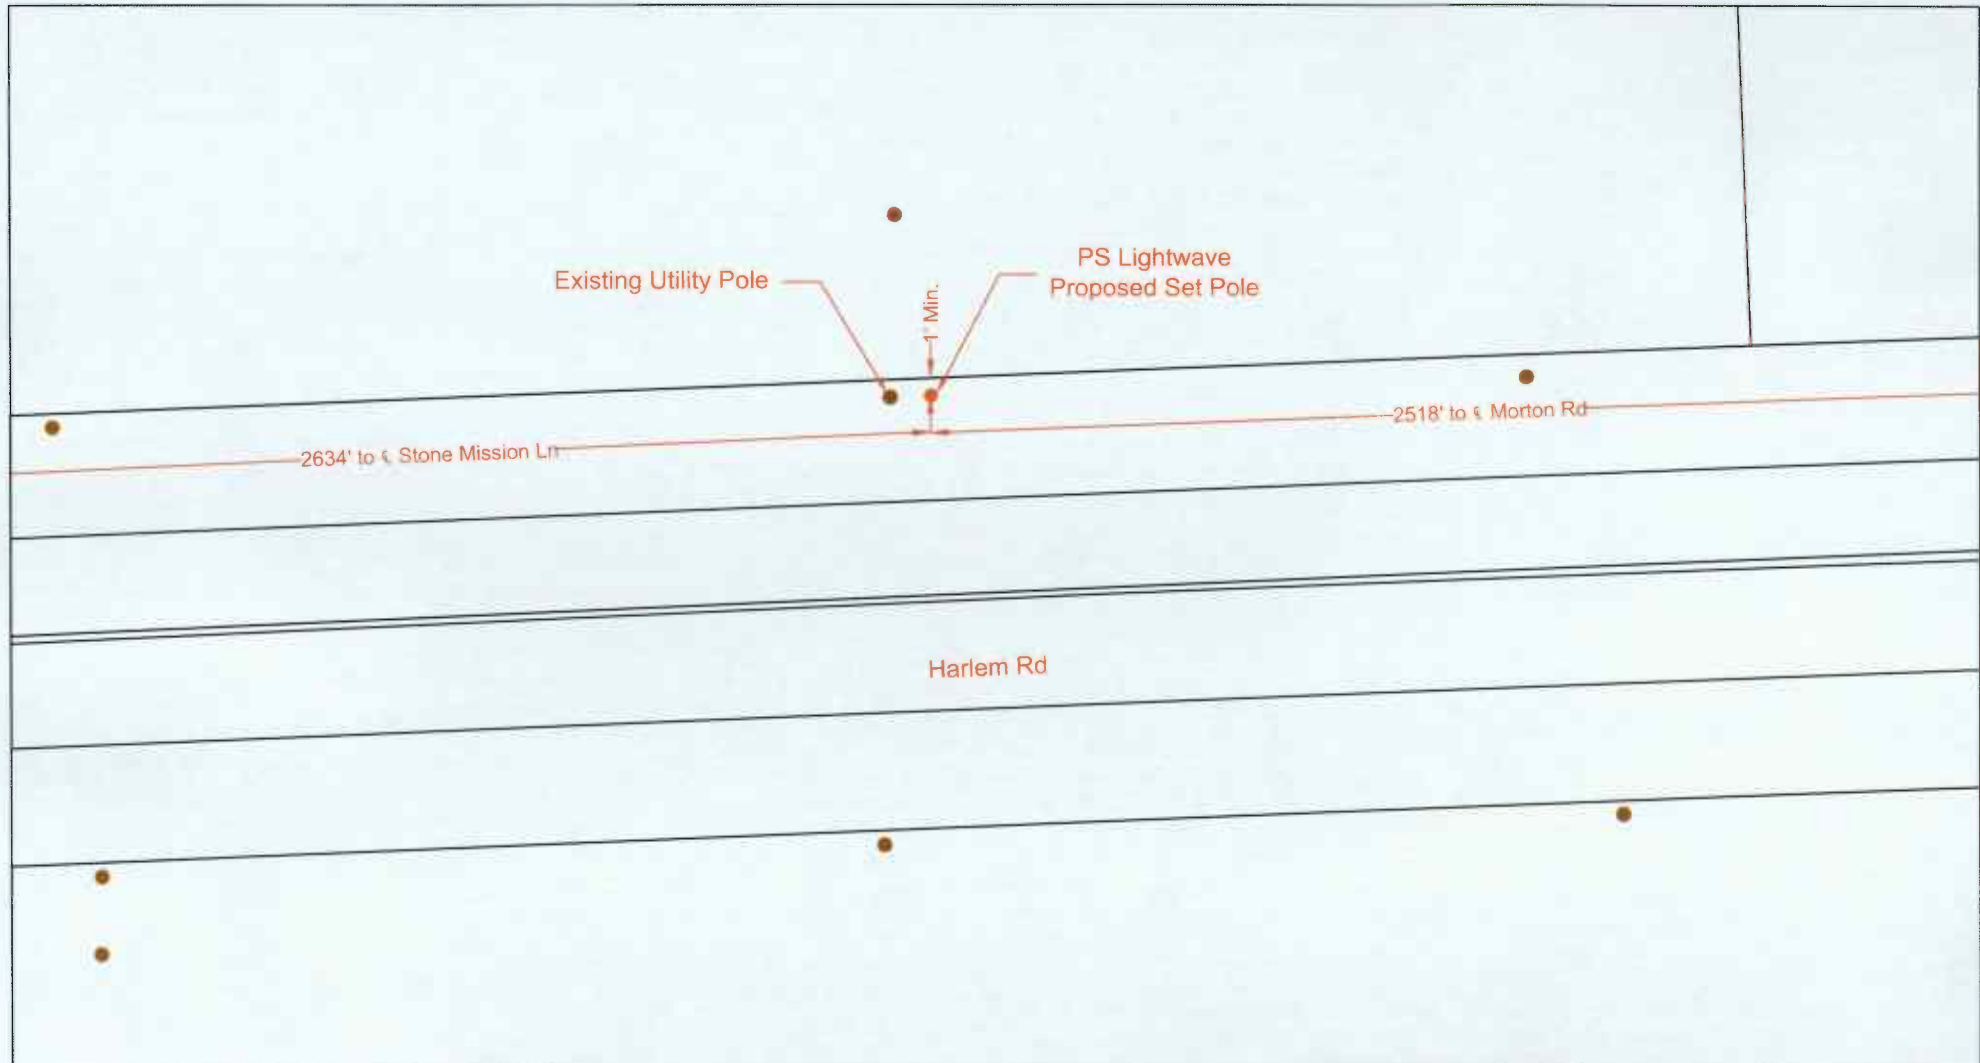 PS Lightwave
Proposed Set Pole
Existing Utility Pole
1' Min.
2518' to ℄ Morton Rd
2634' to ℄ Stone Mission Ln
Harlem Rd